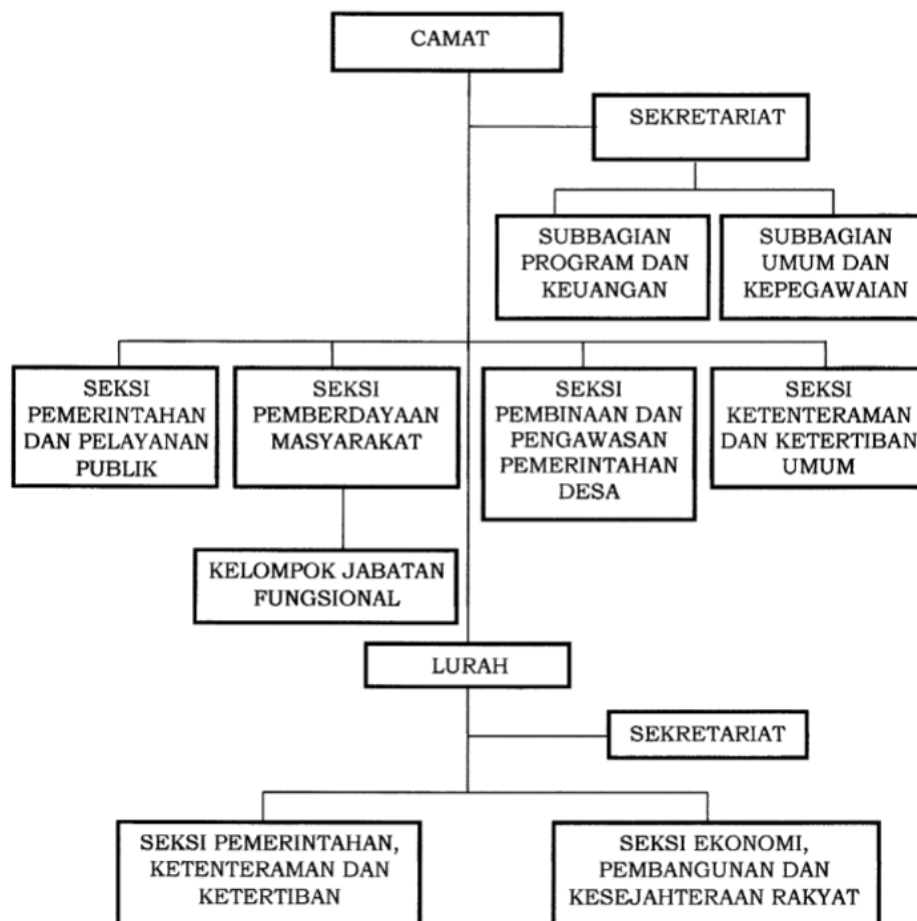 CAMAT
SEKRETARIAT
SUBBAGIAN
PROGRAM DAN
KEUANGAN
SUBBAGIAN
UMUM DAN
KEPEGAWAIAN
SEKSI
PEMERINTAHAN
DAN PELAYANAN
PUBLIK
SEKSI
PEMBERDAYAAN
MASYARAKAT
SEKSI
PEMBINAAN DAN
PENGAWASAN
PEMERINTAHAN
DESA
SEKSI
KETENTERAMAN
DAN KETERTIBAN
UMUM
KELOMPOK JABATAN
FUNGSIONAL
LURAH
SEKRETARIAT
SEKSI PEMERINTAHAN,
KETENTERAMAN DAN
KETERTIBAN
SEKSI EKONOMI,
PEMBANGUNAN DAN
KESEJAHTERAAN RAKYAT